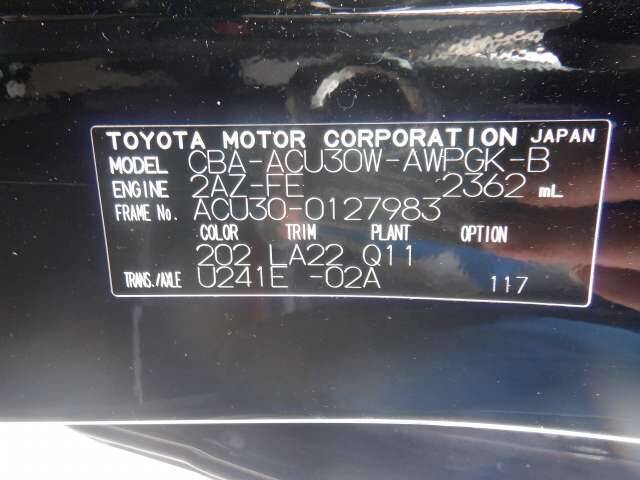 TOYOTA MOTOR CORPORATION JAPAN
MODEL CBA-ACU30W-AWPGK-B
ENGINE 2AZ-FE 2362 mL
FRAME No. ACU30-0127983
COLOR TRIM PLANT OPTION
202 LA22 Q11
TRANS./AXLE U241E -02A 117